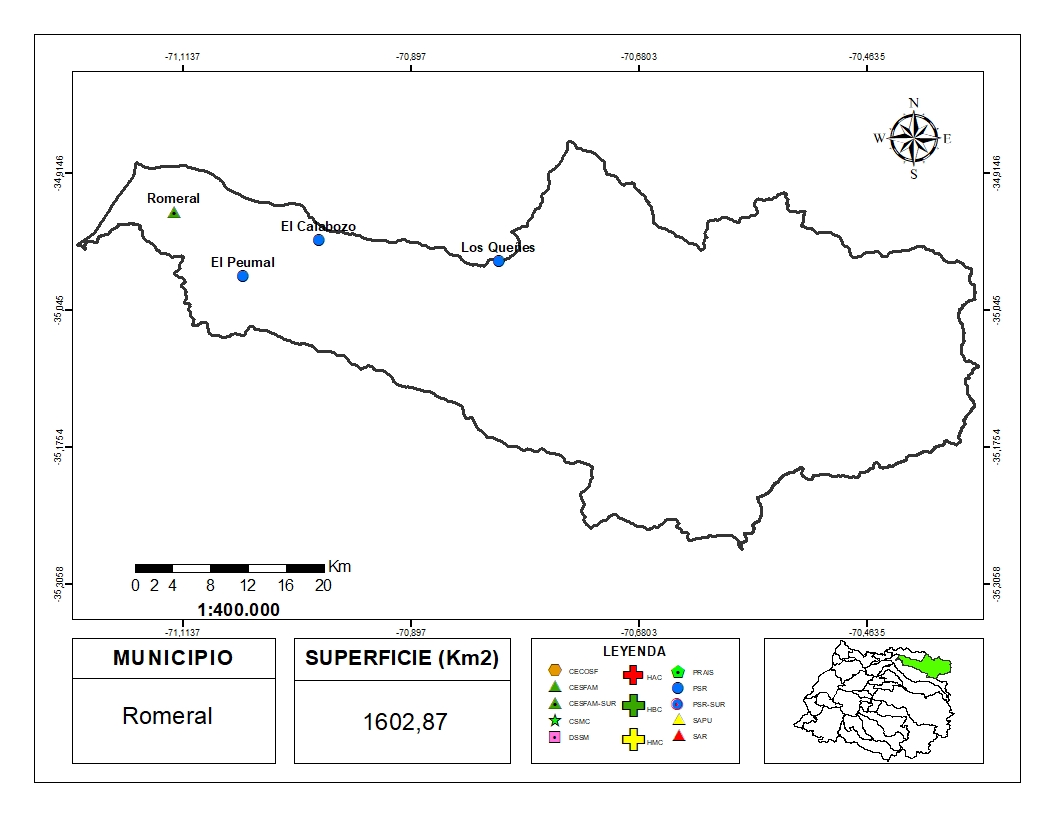 -71,1137 -70,897 -70,6803 -70,4635
N
W E
S
-34,9146 -34,9146
Romeral
El Calabozo
Los Queñes
El Peumal
-35,045 -35,045
-35,1754 -35,1754
-35,3058 -35,3058
Km
0 2 4 8 12 16 20
1:400.000
-71,1137 -70,897 -70,6803 -70,4635
MUNICIPIO
Romeral
SUPERFICIE (Km2)
1602,87
LEYENDA
CECOSF
CESFAM
CESFAM-SUR
CSMC
DSSM
HAC
HBC
HMC
PRAIS
PSR
PSR-SUR
SAPU
SAR